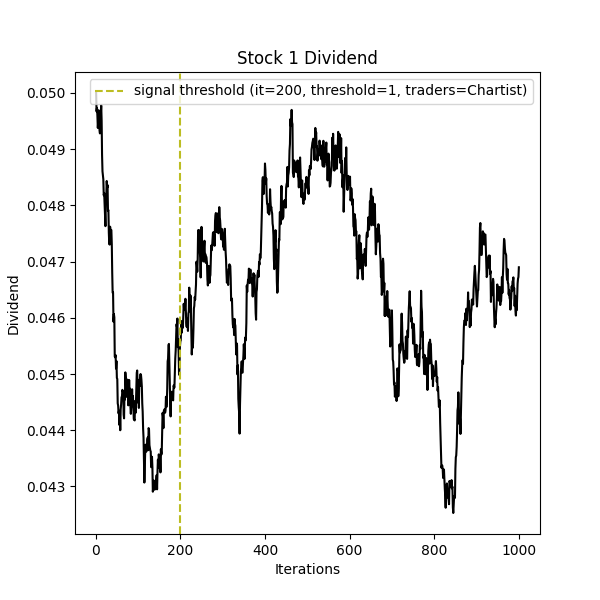 Stock 1 Dividend
signal threshold (it=200, threshold=1, traders=Chartist)
0.050
0.049
0.048
0.047
0.046
0.045
0.044
0.043
Dividend
0 200 400 600 800 1000
Iterations